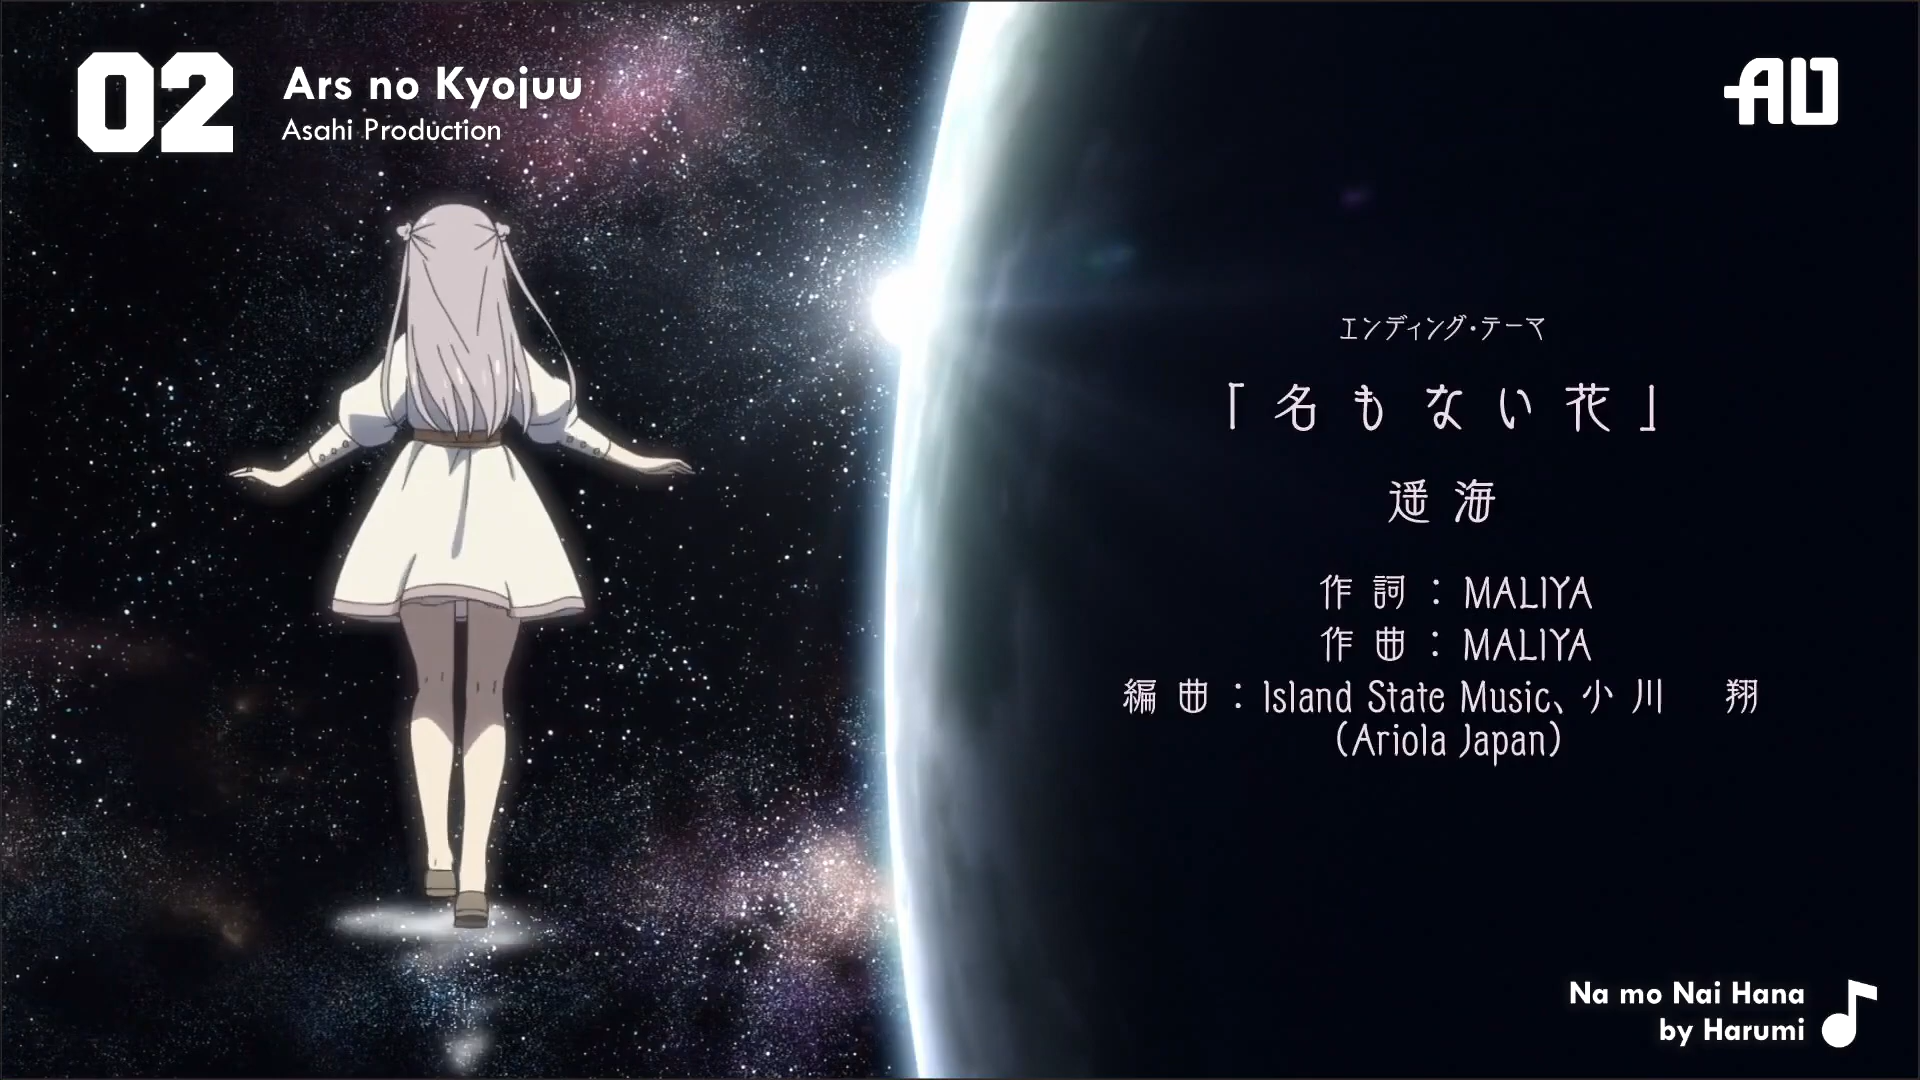 02
Ars no Kyojuu
Asahi Production
AU
エンディング・テーマ
「名もない花」
遥海
作詞：MALIYA
作曲：MALIYA
編曲：Island State Music、小川　翔
(Ariola Japan)
Na mo Nai Hana
by Harumi